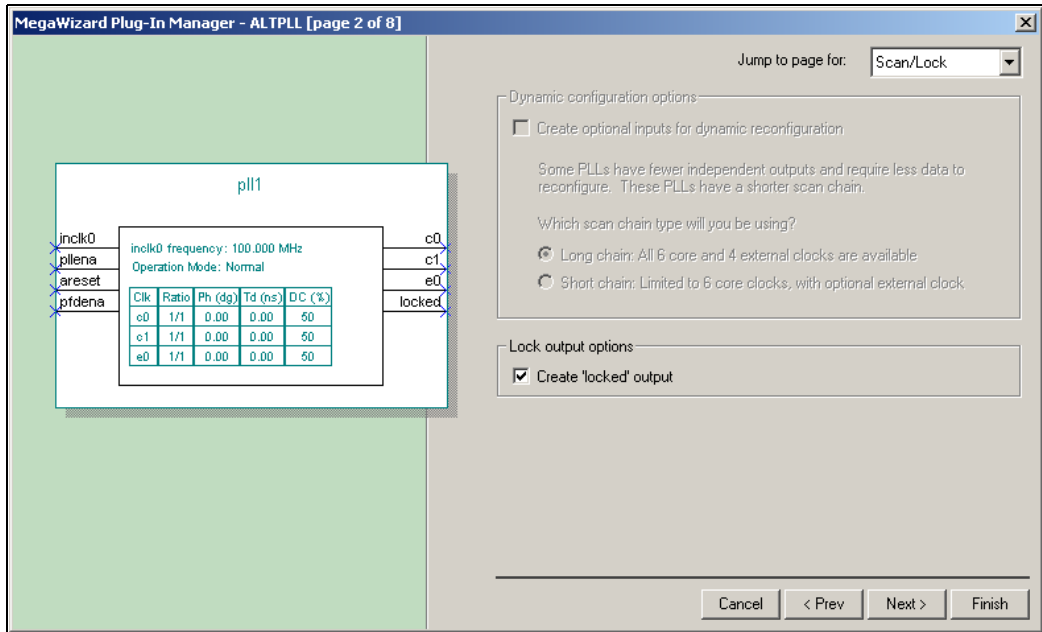 MegaWizard Plug-In Manager - ALTPLL [page 2 of 8]
Jump to page for:
Scan/Lock
Dynamic configuration options
Create optional inputs for dynamic reconfiguration
Some PLLs have fewer independent outputs and require less data to
reconfigure. These PLLs have a shorter scan chain.
Which scan chain type will you be using?
Long chain: All 6 core and 4 external clocks are available
Short chain: Limited to 6 core clocks, with optional external clock
Lock output options
Create 'locked' output
pll1
inclk0
pllena
areset
pfdena
inclk0 frequency: 100.000 MHz
Operation Mode: Normal
Clk Ratio Ph (dg) Td (ns) DC (%)
c0 1/1 0.00 0.00 50
c1 1/1 0.00 0.00 50
e0 1/1 0.00 0.00 50
c0
c1
e0
locked
Cancel
< Prev
Next >
Finish